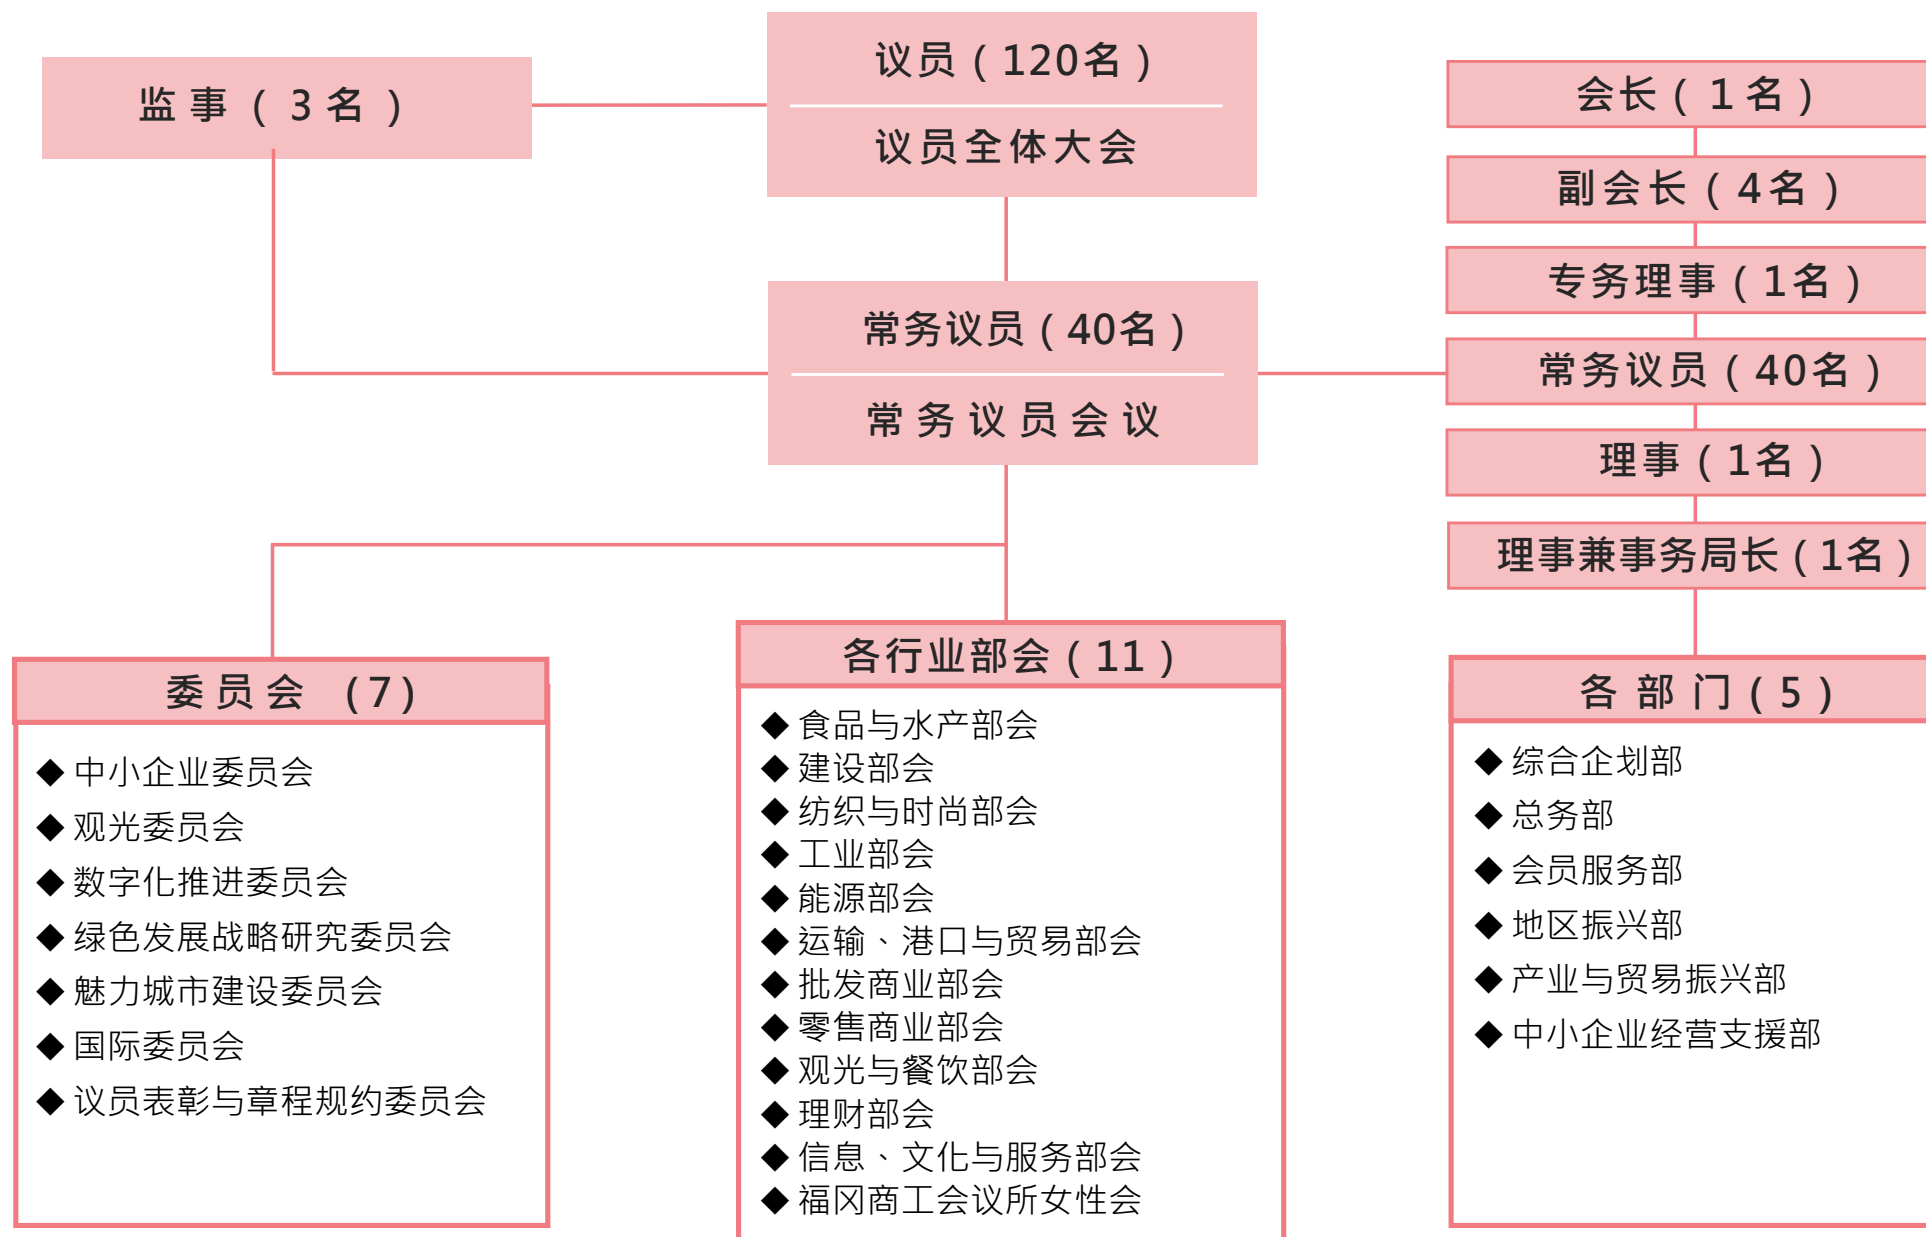 监事(3名)
议员(120名)
议员全体大会
常务议员(40名)
常务议员会议
会长(1名)
副会长(4名)
专务理事(1名)
常务议员(40名)
理事(1名)
理事兼事务局长(1名)
委员会 (7)
◆中小企业委员会
◆观光委员会
◆数字化推进委员会
◆绿色发展战略研究委员会
◆魅力城市建设委员会
◆国际委员会
◆议员表彰与章程规约委员会
各行业部会(11)
◆食品与水产部会
◆建设部会
◆纺织与时尚部会
◆工业部会
◆能源部会
◆运输、港口与贸易部会
◆批发商业部会
◆零售商业部会
◆观光与餐饮部会
◆理财部会
◆信息、文化与服务部会
◆福冈商工会议所女性会
各部门(5)
◆综合企划部
◆总务部
◆会员服务部
◆地区振兴部
◆产业与贸易振兴部
◆中小企业经营支援部